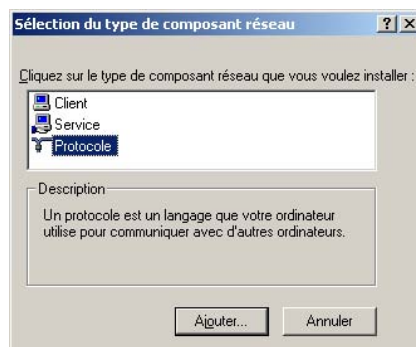 Sélection du type de composant réseau
Cliquez sur le type de composant réseau que vous voulez installer :
Client
Service
Protocole
Description
Un protocole est un langage que votre ordinateur
utilise pour communiquer avec d'autres ordinateurs.
Ajouter...
Annuler